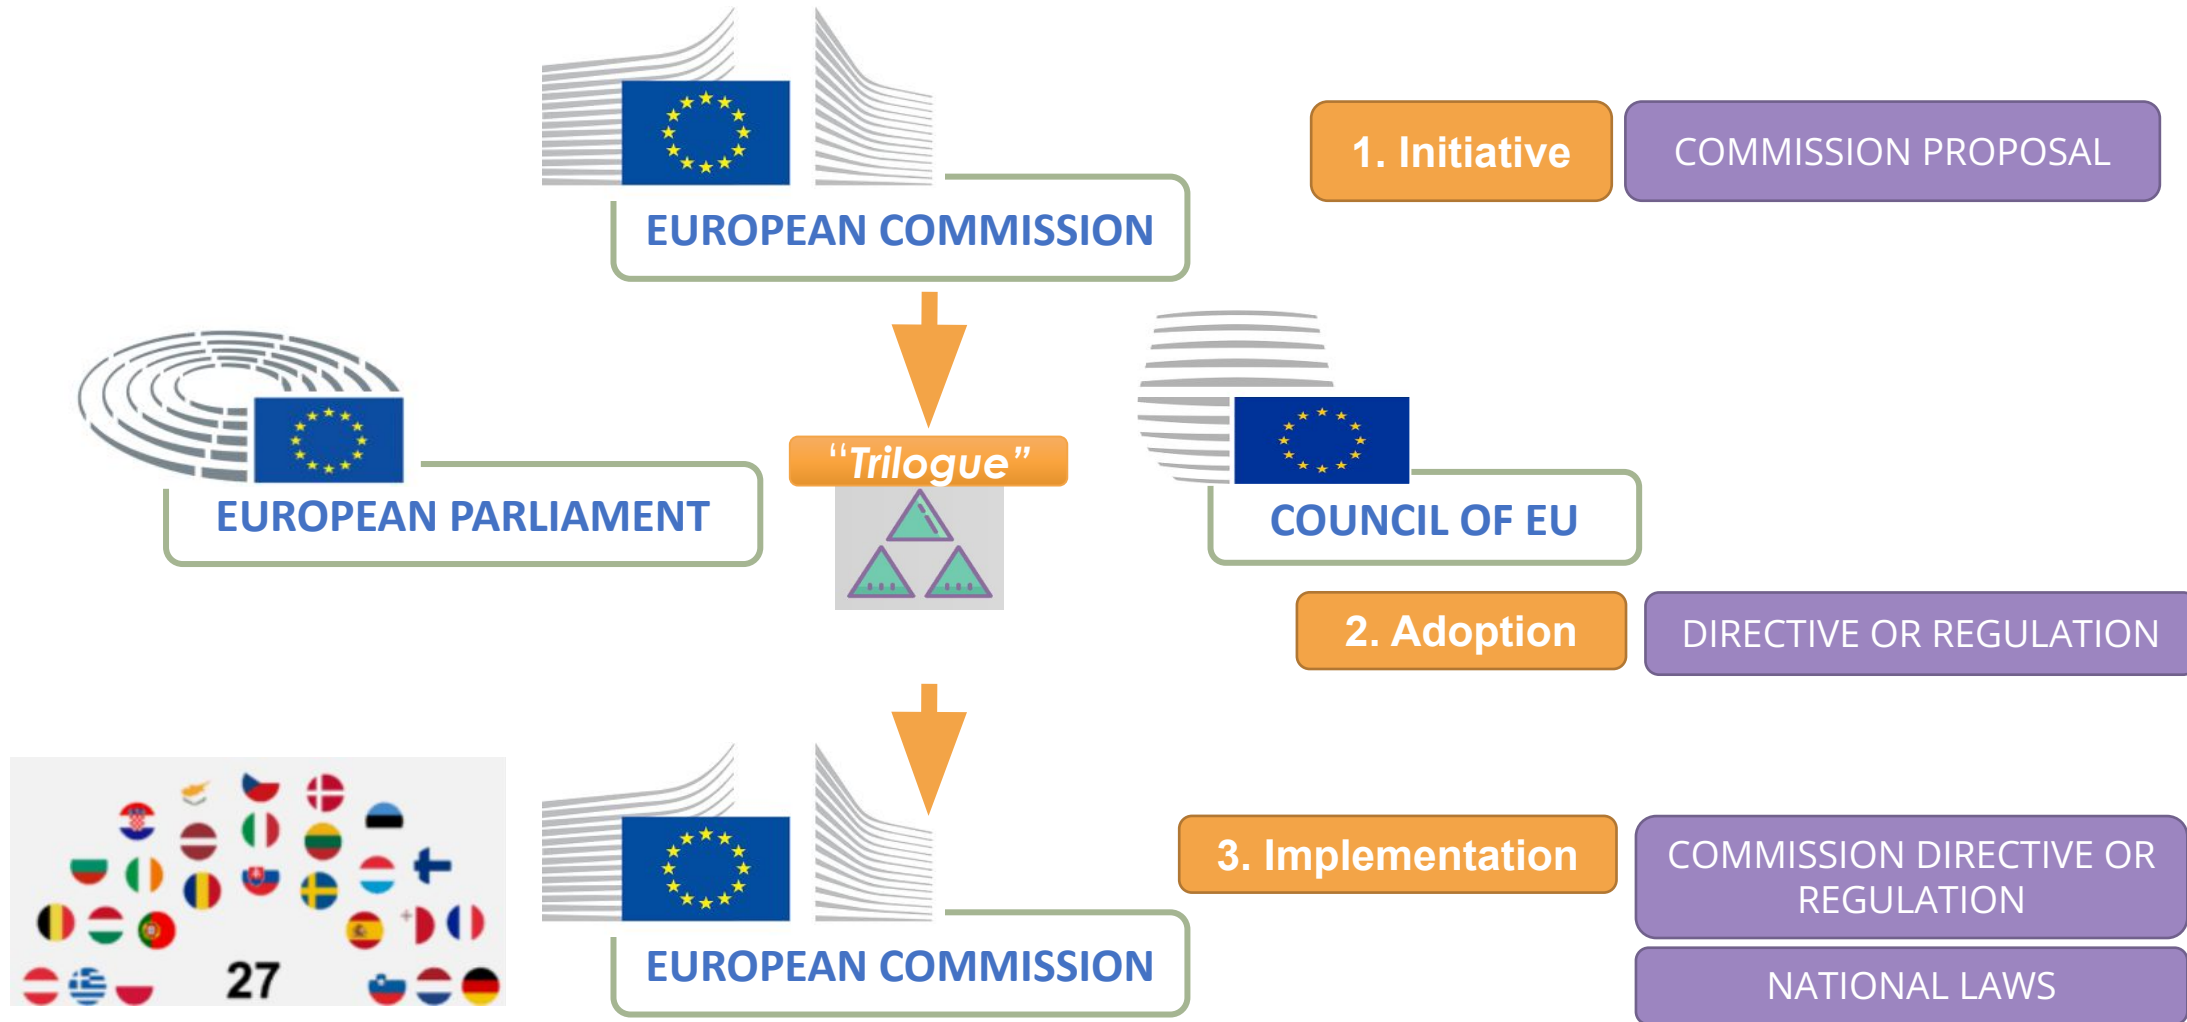 EUROPEAN COMMISSION
1. Initiative
COMMISSION PROPOSAL
EUROPEAN PARLIAMENT
“Trilogue”
COUNCIL OF EU
2. Adoption
DIRECTIVE OR REGULATION
27
EUROPEAN COMMISSION
3. Implementation
COMMISSION DIRECTIVE OR
REGULATION
NATIONAL LAWS